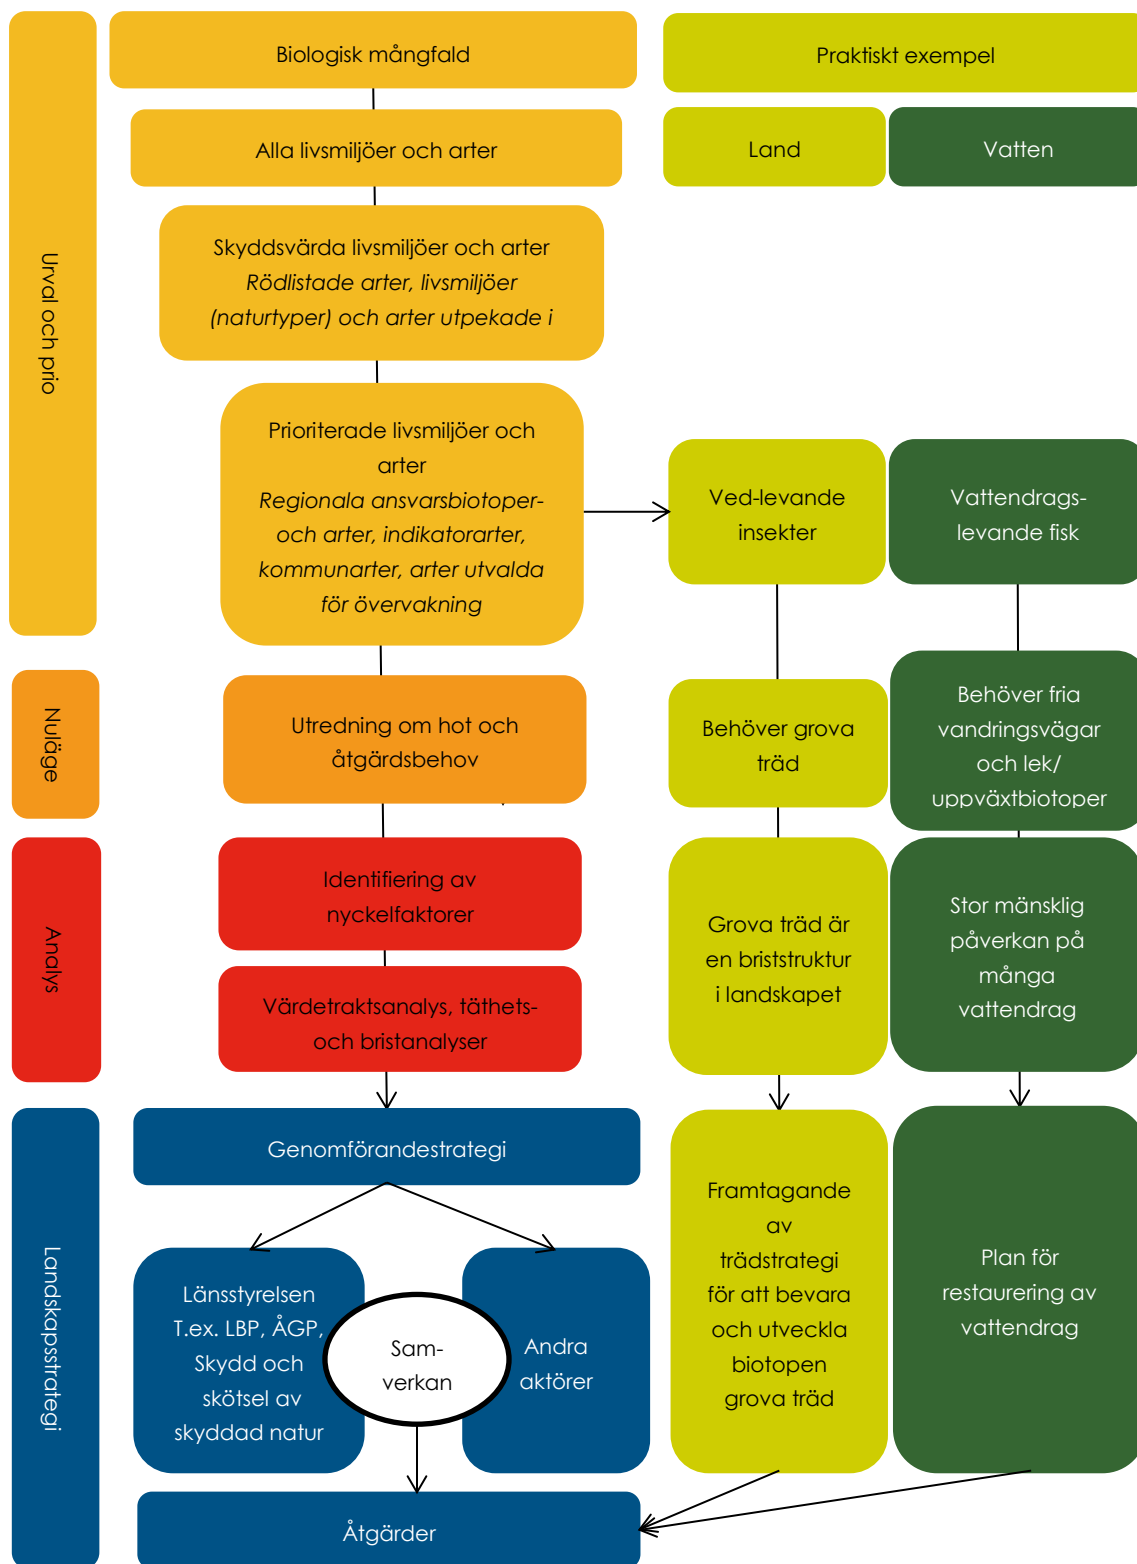 Biologisk mångfald
Praktiskt exempel
Alla livsmiljöer och arter
Land
Vatten
Urval och prio
Skyddsvärda livsmiljöer och arter
Rödlistade arter, livsmiljöer
(naturtyper) och arter utpekade i
Prioriterade livsmiljöer och
arter
Regionala ansvarsbiotoper-
och arter, indikatorarter,
kommunarter, arter utvalda
för övervakning
Ved-levande
insekter
Vattendrags-
levande fisk
Nuläge
Utredning om hot och
åtgärdsbehov
Behöver grova
träd
Behöver fria
vandringsvägar
och lek/
uppväxtbiotoper
Analys
Identifiering av
nyckelfaktorer
Värdetraktsanalys, täthets-
och bristanalyser
Grova träd är
en briststruktur
i landskapet
Stor mänsklig
påverkan på
många
vattendrag
Landskapsstrategi
Genomförandestrategi
Länsstyrelsen
T.ex. LBP, ÅGP,
Skydd och
skötsel av
skyddad natur
Sam-
verkan
Andra
aktörer
Framtagande
av
trädstrategi
för att bevara
och utveckla
biotopen
grova träd
Plan för
restaurering av
vattendrag
Åtgärder